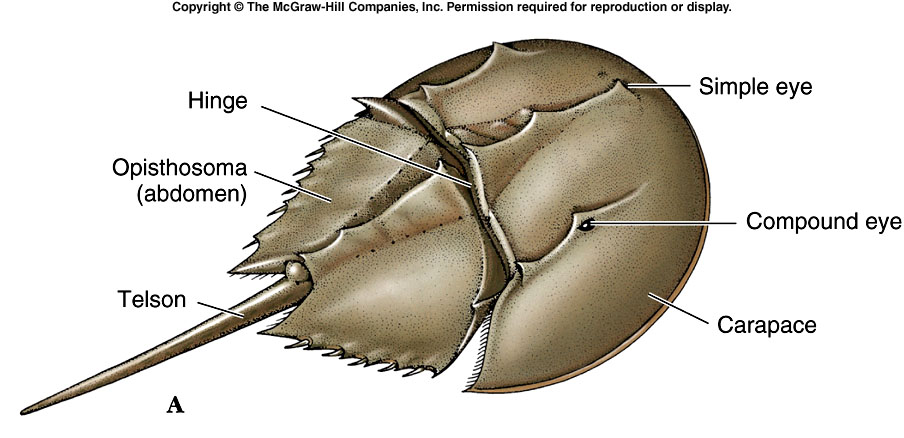 Copyright © The McGraw-Hill Companies, Inc. Permission required for reproduction or display.
Simple eye
Hinge
Opisthosoma
(abdomen)
Compound eye
Telson
Carapace
A